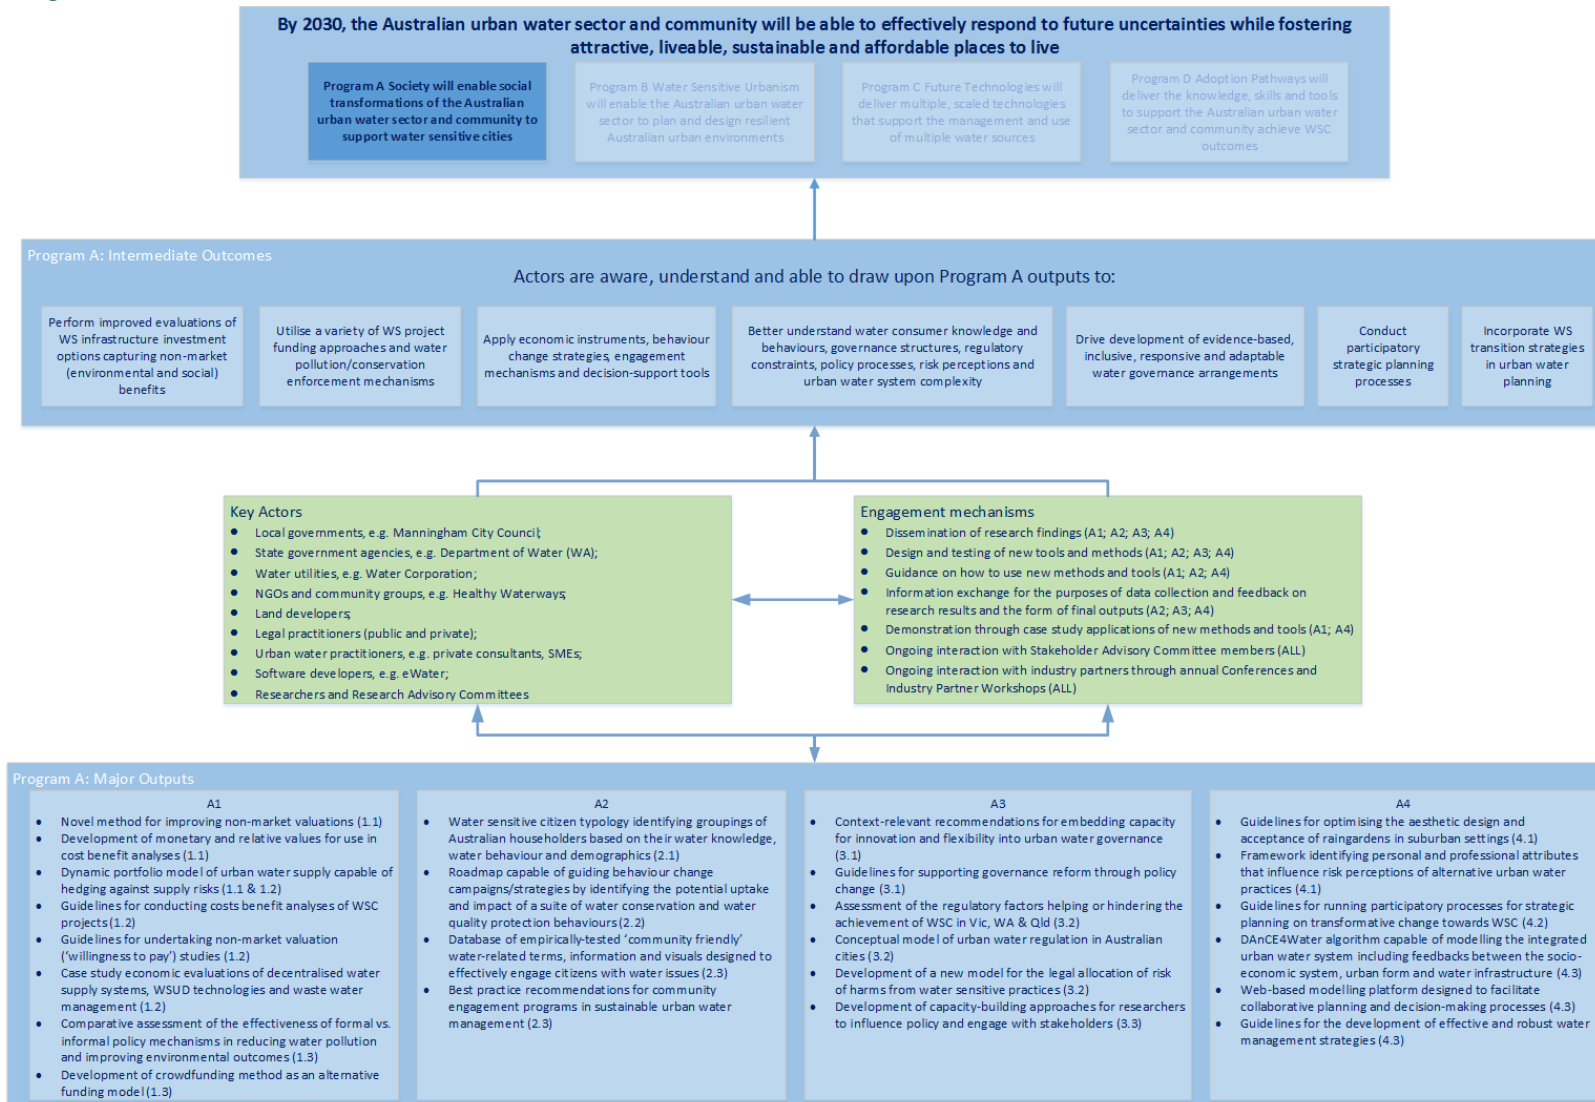 By 2030, the Australian urban water sector and community will be able to effectively respond to future uncertainties while fostering
attractive, liveable, sustainable and affordable places to live
Program A Society will enable social
transformations of the Australian
urban water sector and community to
support water sensitive cities
Program B Water Sensitive Urbanism
will enable the Australian urban water
sector to plan and design resilient
Australian urban environments
Program C Future Technologies will
deliver multiple, scaled technologies
that support the management and use
of multiple water sources
Program D Adoption Pathways will
deliver the knowledge, skills and tools
to support the Australian urban water
sector and community achieve WSC
outcomes
Program A: Intermediate Outcomes
Actors are aware, understand and able to draw upon Program A outputs to:
Perform improved evaluations of
WS infrastructure investment
options capturing non-market
(environmental and social)
benefits
Utilise a variety of WS project
funding approaches and water
pollution/conservation
enforcement mechanisms
Apply economic instruments, behaviour
change strategies, engagement
mechanisms and decision-support tools
Better understand water consumer knowledge and
behaviours, governance structures, regulatory
constraints, policy processes, risk perceptions and
urban water system complexity
Drive development of evidence-based,
inclusive, responsive and adaptable
water governance arrangements
Conduct
participatory
strategic planning
processes
Incorporate WS
transition strategies
in urban water
planning
Key Actors
● Local governments, e.g. Manningham City Council;
● State government agencies, e.g. Department of Water (WA);
● Water utilities, e.g. Water Corporation;
● NGOs and community groups, e.g. Healthy Waterways;
● Land developers;
● Legal practitioners (public and private);
● Urban water practitioners, e.g. private consultants, SMEs;
● Software developers, e.g. eWater;
● Researchers and Research Advisory Committees
Engagement mechanisms
● Dissemination of research findings (A1; A2; A3; A4)
● Design and testing of new tools and methods (A1; A2; A3; A4)
● Guidance on how to use new methods and tools (A1; A2; A4)
● Information exchange for the purposes of data collection and feedback on
research results and the form of final outputs (A2; A3; A4)
● Demonstration through case study applications of new methods and tools (A1; A4)
● Ongoing interaction with Stakeholder Advisory Committee members (ALL)
● Ongoing interaction with industry partners through annual Conferences and
Industry Partner Workshops (ALL)
Program A: Major Outputs
A1
● Novel method for improving non-market valuations (1.1)
● Development of monetary and relative values for use in
cost benefit analyses (1.1)
● Dynamic portfolio model of urban water supply capable of
hedging against supply risks (1.1 & 1.2)
● Guidelines for conducting costs benefit analyses of WSC
projects (1.2)
● Guidelines for undertaking non-market valuation
(‘willingness to pay’) studies (1.2)
● Case study economic evaluations of decentralised water
supply systems, WSUD technologies and waste water
management (1.2)
● Comparative assessment of the effectiveness of formal vs.
informal policy mechanisms in reducing water pollution
and improving environmental outcomes (1.3)
● Development of crowdfunding method as an alternative
funding model (1.3)
A2
● Water sensitive citizen typology identifying groupings of
Australian householders based on their water knowledge,
water behaviour and demographics (2.1)
● Roadmap capable of guiding behaviour change
campaigns/strategies by identifying the potential uptake
and impact of a suite of water conservation and water
quality protection behaviours (2.2)
● Database of empirically-tested ‘community friendly’
water-related terms, information and visuals designed to
effectively engage citizens with water issues (2.3)
● Best practice recommendations for community
engagement programs in sustainable urban water
management (2.3)
A3
● Context-relevant recommendations for embedding capacity
for innovation and flexibility into urban water governance
(3.1)
● Guidelines for supporting governance reform through policy
change (3.1)
● Assessment of the regulatory factors helping or hindering the
achievement of WSC in Vic, WA & Qld (3.2)
● Conceptual model of urban water regulation in Australian
cities (3.2)
● Development of a new model for the legal allocation of risk
of harms from water sensitive practices (3.2)
● Development of capacity-building approaches for researchers
to influence policy and engage with stakeholders (3.3)
A4
● Guidelines for optimising the aesthetic design and
acceptance of raingardens in suburban settings (4.1)
● Framework identifying personal and professional attributes
that influence risk perceptions of alternative urban water
practices (4.1)
● Guidelines for running participatory processes for strategic
planning on transformative change towards WSC (4.2)
● DAnCE4Water algorithm capable of modelling the integrated
urban water system including feedbacks between the socio-
economic system, urban form and water infrastructure (4.3)
● Web-based modelling platform designed to facilitate
collaborative planning and decision-making processes (4.3)
● Guidelines for the development of effective and robust water
management strategies (4.3)